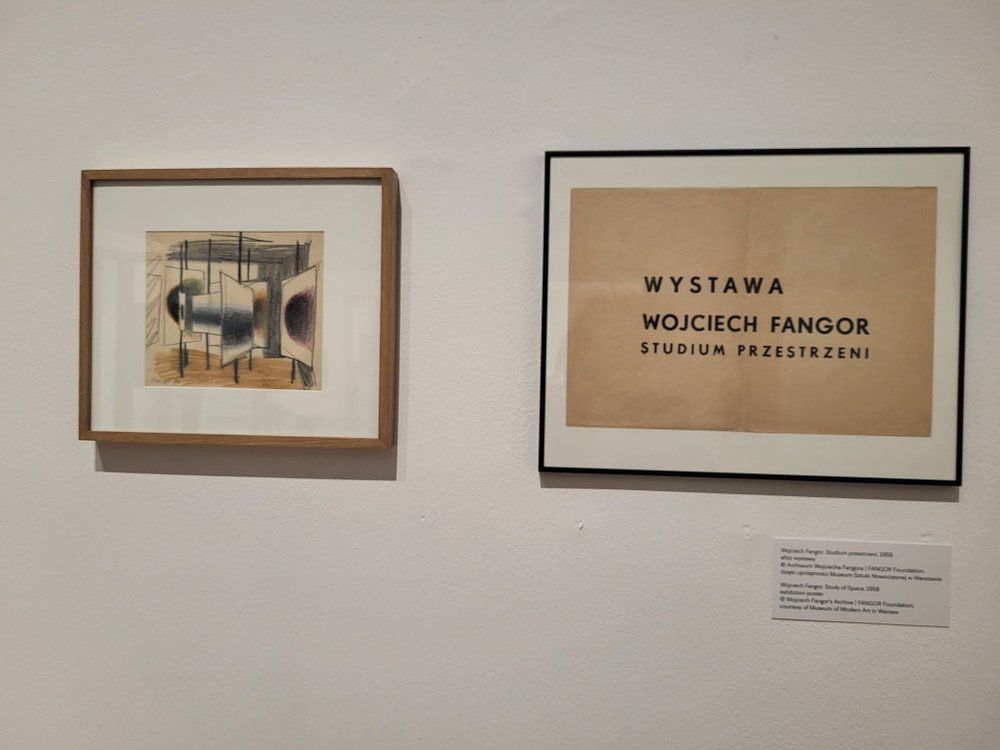 WYSTAWA
WOJCIECH FANGOR
STUDIUM PRZESTRZENI
Wojciech Fangor. Studium przestrzeni, 1958
afisz wystawy
© Archiwum Wojciecha Fangora | FANGOR Foundation,
dzięki uprzejmości Muzeum Sztuki Nowoczesnej w Warszawie
Wojciech Fangor. Study of Space, 1958
exhibition poster
© Wojciech Fangor's Archive | FANGOR Foundation,
courtesy of Museum of Modern Art in Warsaw